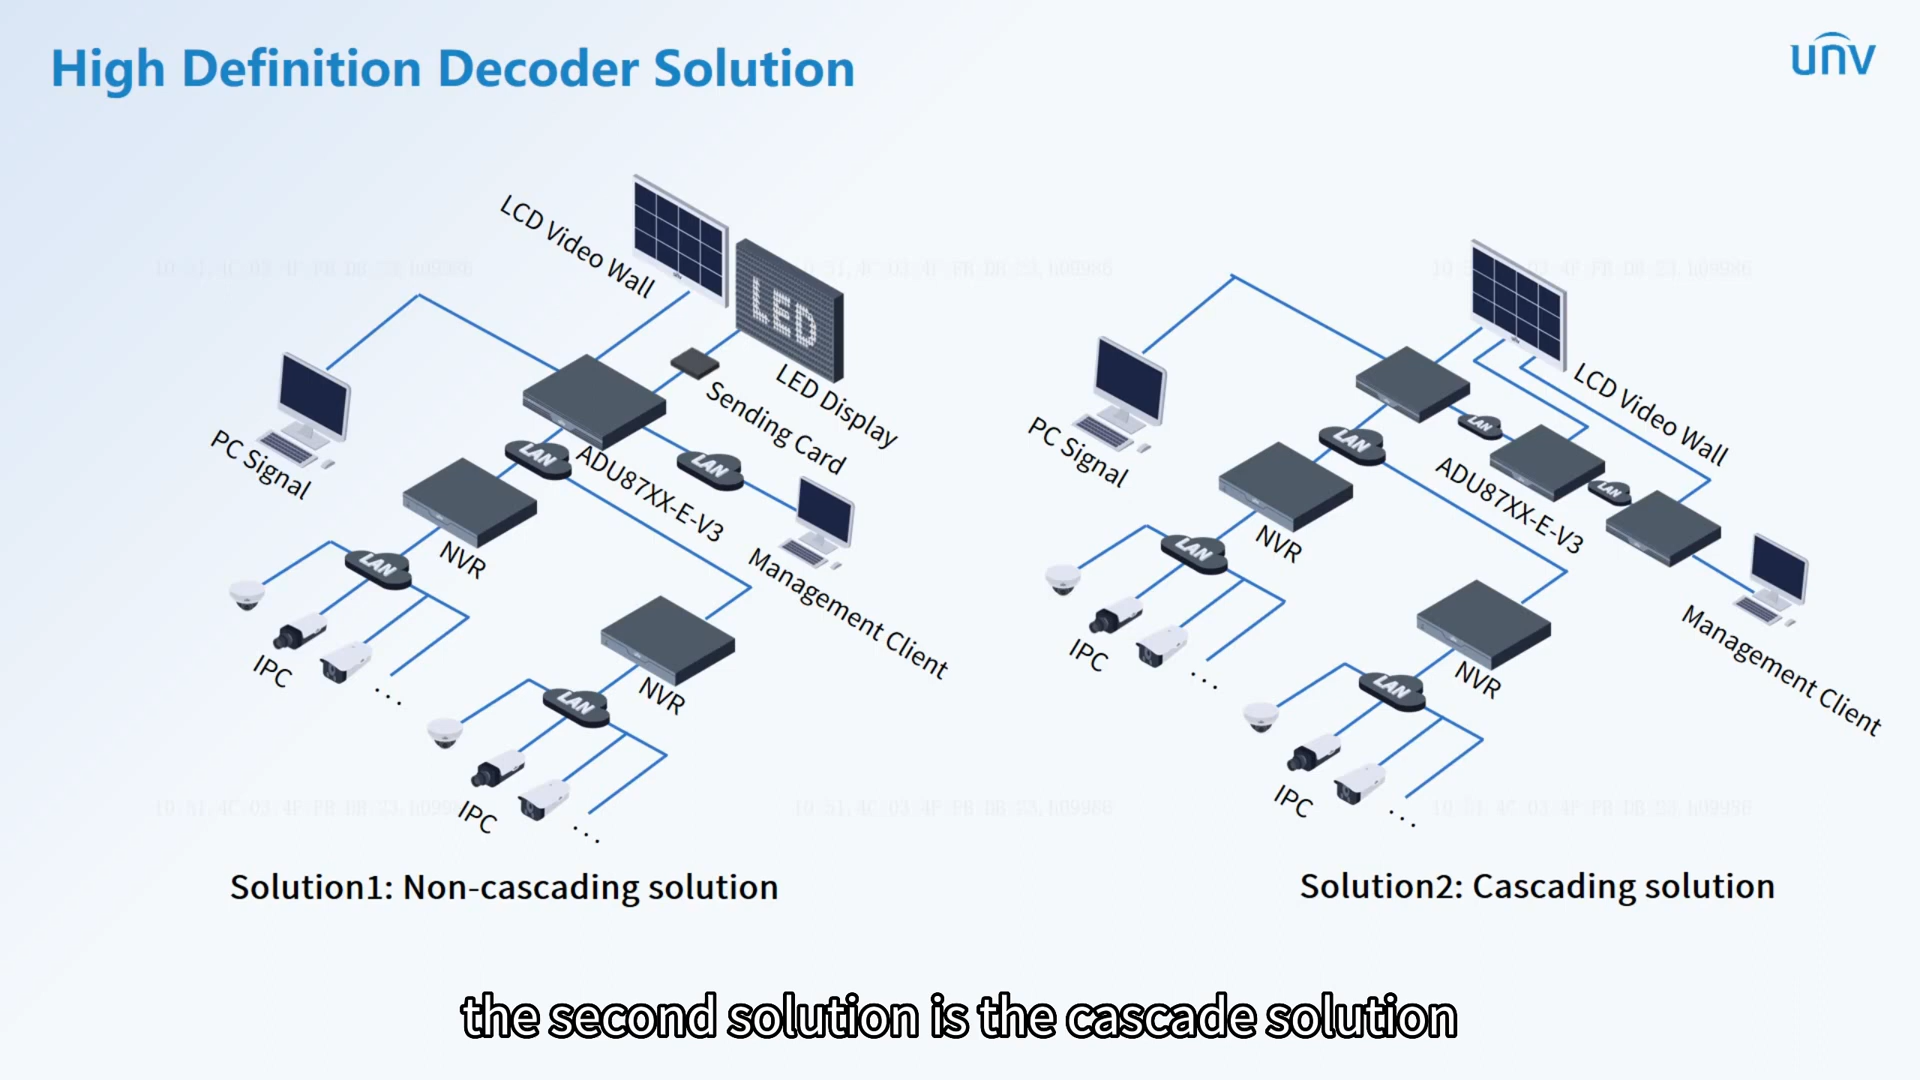 High Definition Decoder Solution
unv
LCD Video Wall
LED
LED Display
Sending Card
PC Signal
LAN
ADU87XX-E-V3
LAN
NVR
Management Client
LAN
IPC
...
NVR
LAN
IPC
...
Solution1: Non-cascading solution
LCD Video Wall
PC Signal
LAN
LAN
ADU87XX-E-V3
LAN
NVR
LAN
Management Client
IPC
...
NVR
LAN
IPC
...
Solution2: Cascading solution
the second solution is the cascade solution